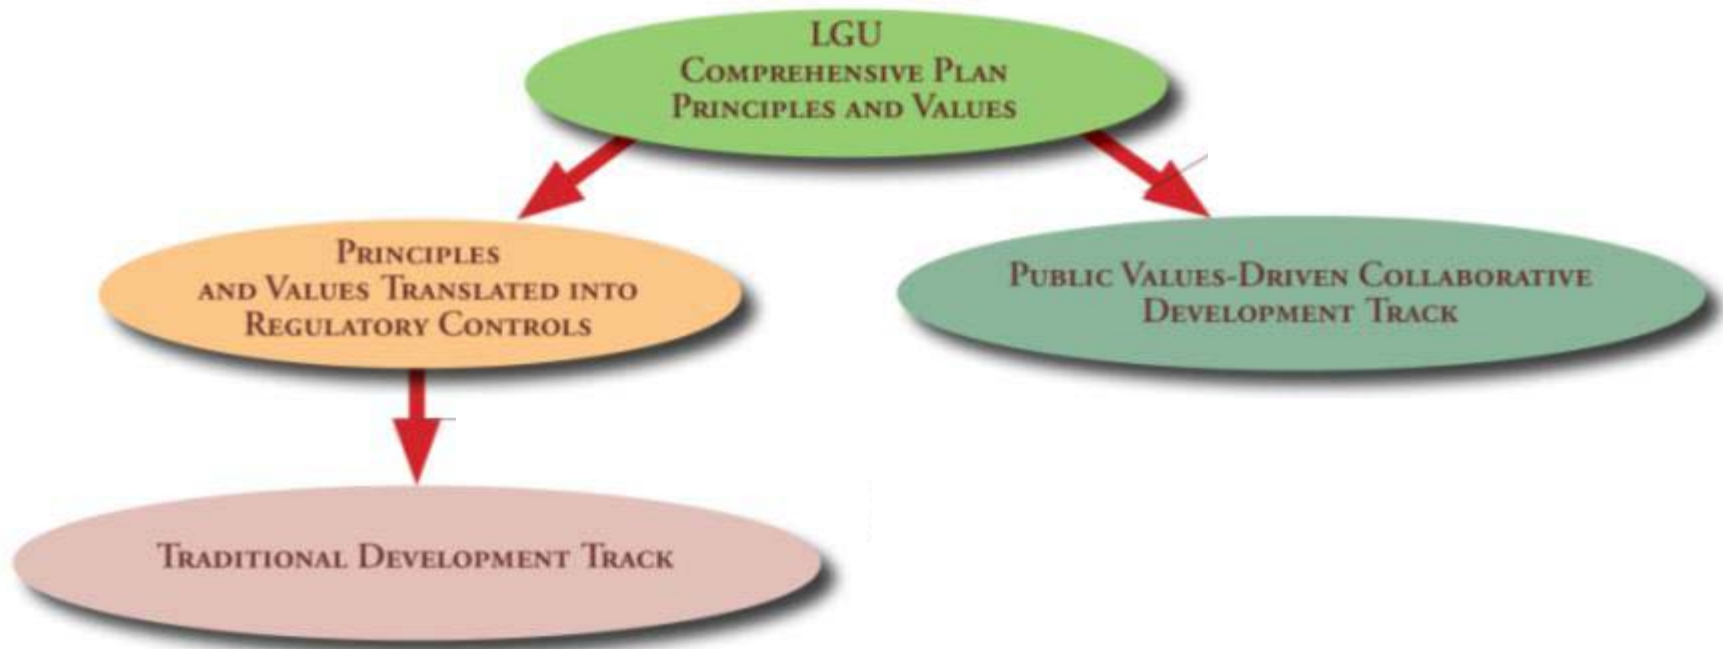 LGU
Comprehensive Plan
Principles and Values
Principles
and Values Translated into
Regulatory Controls
Public Values-Driven Collaborative
Development Track
Traditional Development Track